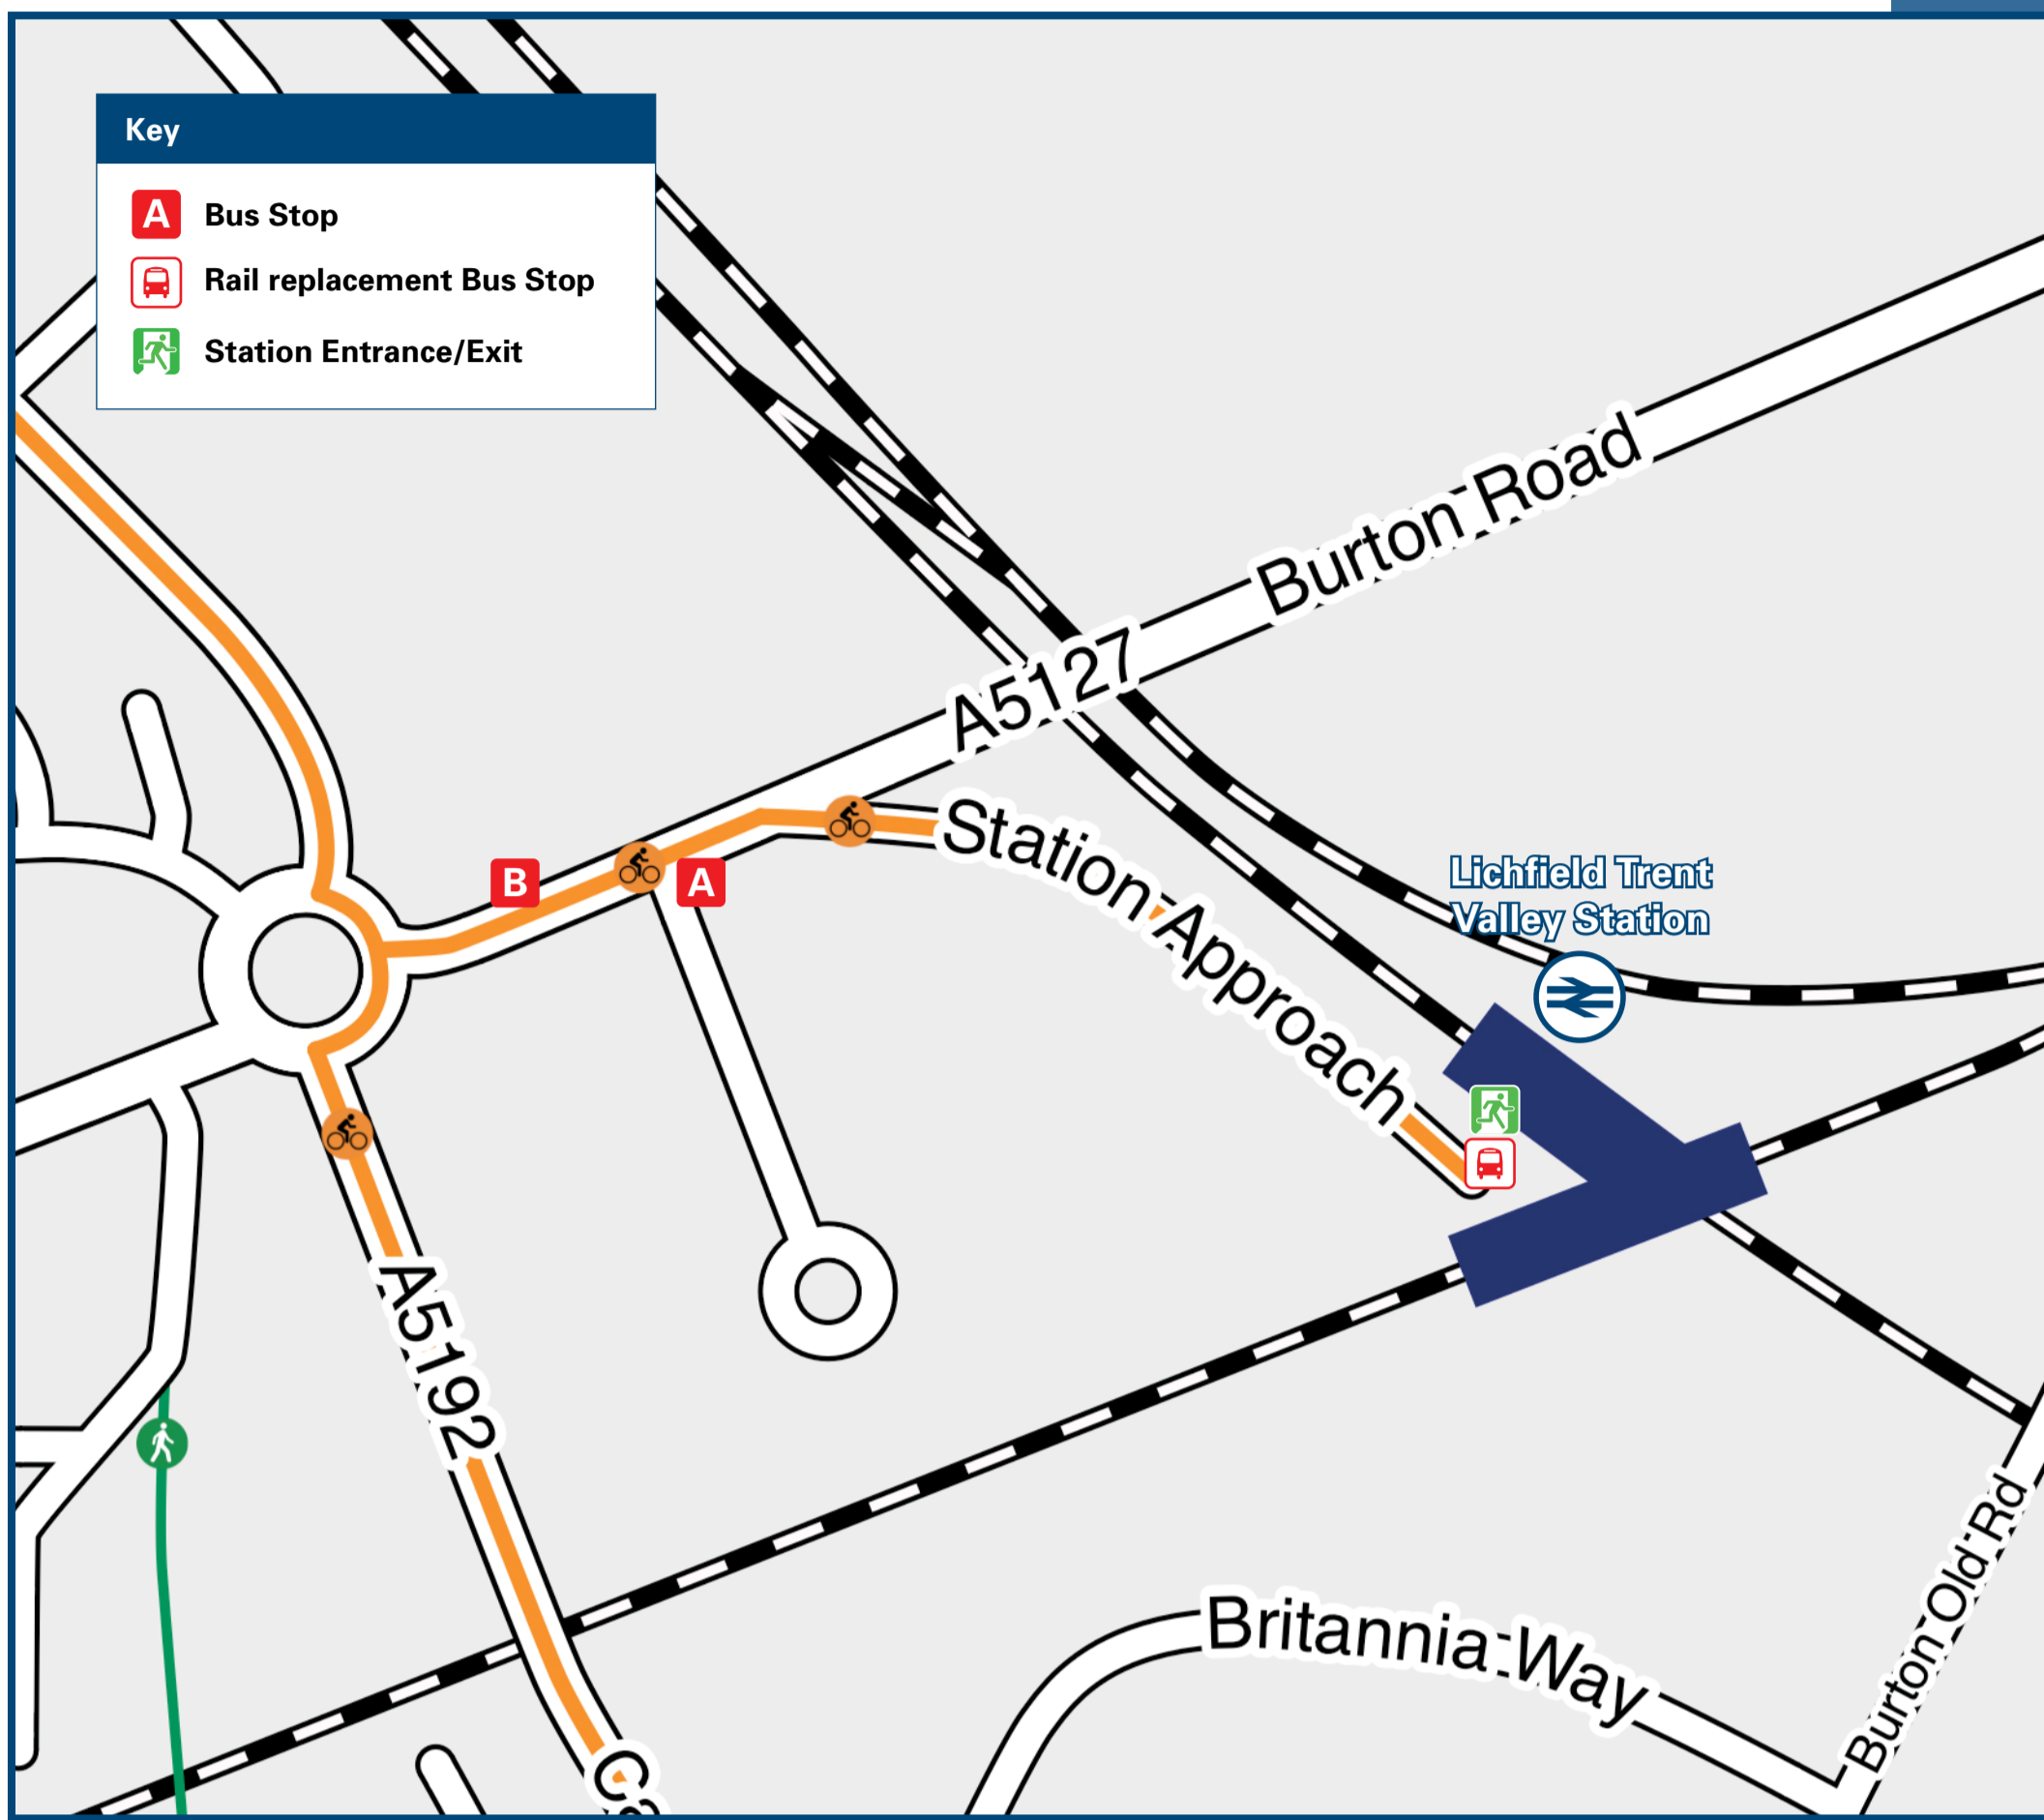 Key
A
Bus Stop
Rail replacement Bus Stop
Station Entrance/Exit
Burton Road
A5127
Station Approach
B
A
Lichfield Trent
Valley Station
A5192
Britannia Way
Burton Old Rd